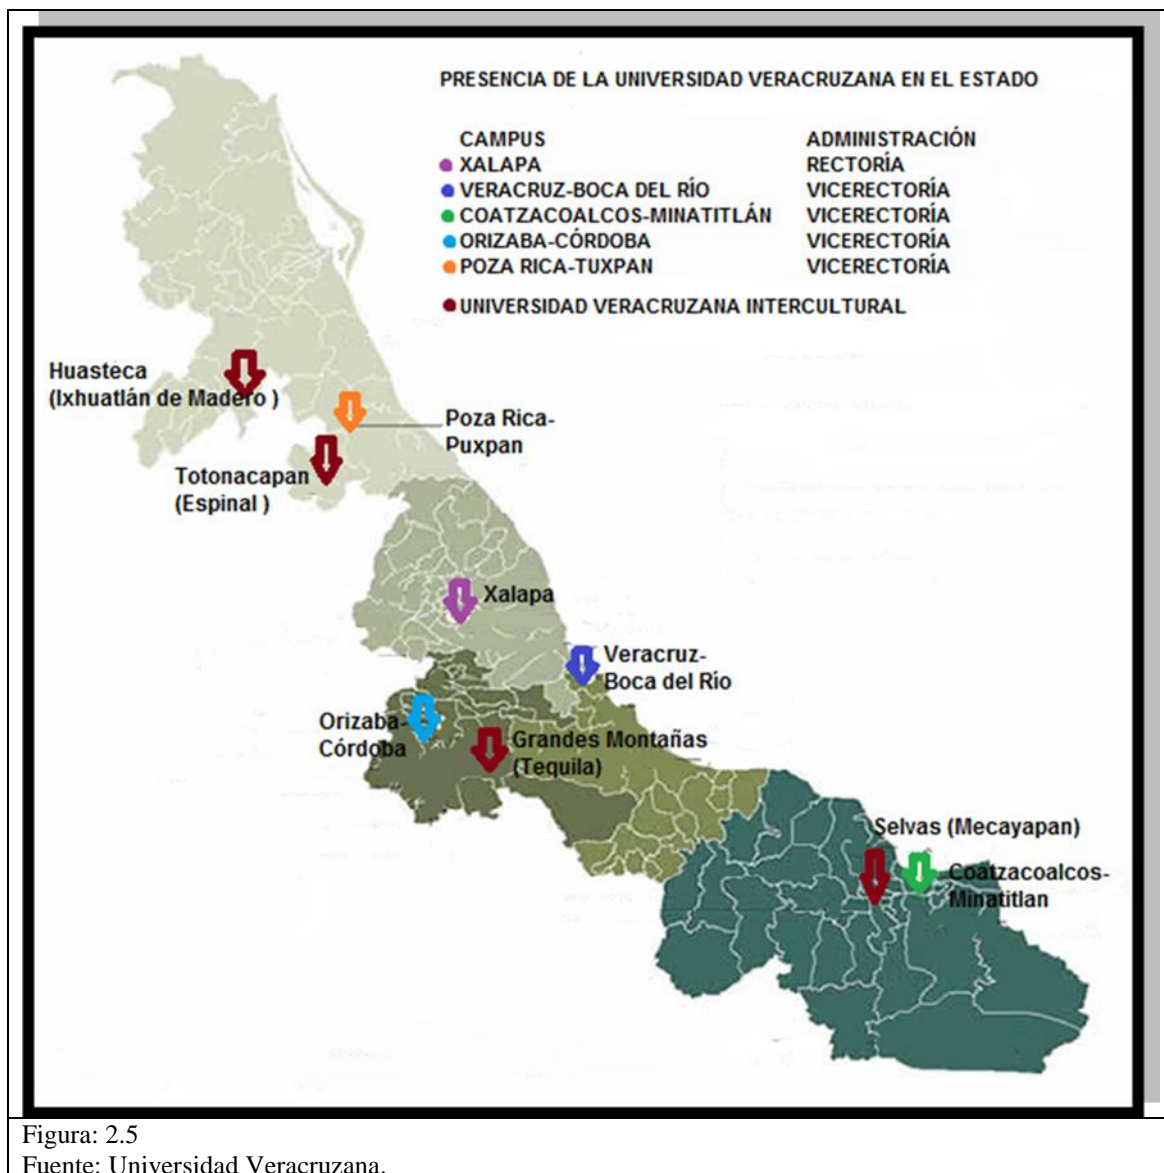 PRESENCIA DE LA UNIVERSIDAD VERACRUZANA EN EL ESTADO
CAMPUS ADMINISTRACIÓN
XALAPA RECTORÍA
VERACRUZ-BOCA DEL RÍO VICERECTORÍA
COATZACOALCOS-MINATITLÁN VICERECTORÍA
ORIZABA-CÓRDOBA VICERECTORÍA
POZA RICA-TUXPAN VICERECTORÍA
UNIVERSIDAD VERACRUZANA INTERCULTURAL
Huasteca
(Ixhuatlán de Madero )
Poza Rica-
Puxpan
Totonacapan
(Espinal )
Xalapa
Veracruz-
Boca del Río
Orizaba-
Córdoba
Grandes Montañas
(Tequila)
Selvas (Mecayapan)
Coatzacoalcos-
Minatitlan
Figura: 2.5
Fuente: Universidad Veracruzana.